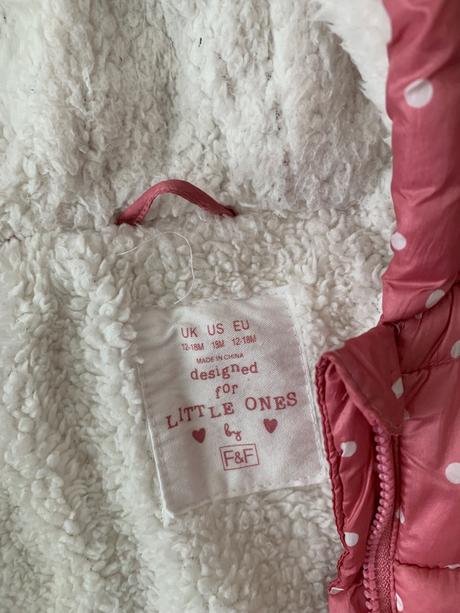 UK US EU
12-18M 18M 12-18M
MADE IN CHINA
designed
for
LITTLE ONES
by
F&F